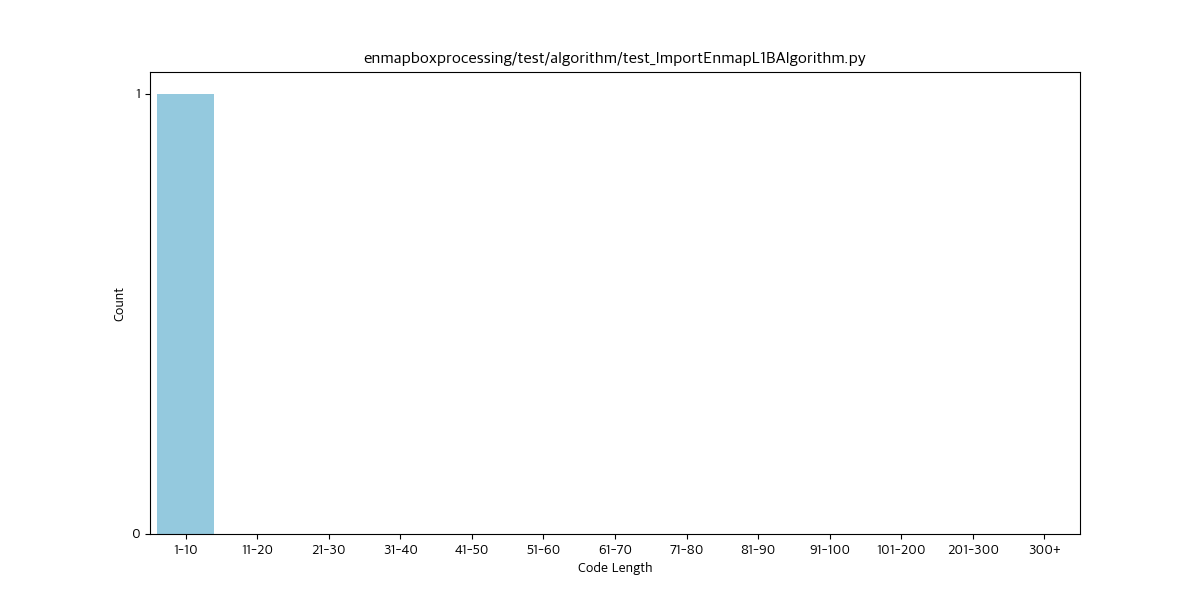 enmapboxprocessing/test/algorithm/test_ImportEnmapL1BAlgorithm.py
1
Count
0
1-10 11-20 21-30 31-40 41-50 51-60 61-70 71-80 81-90 91-100 101-200 201-300 300+
Code Length